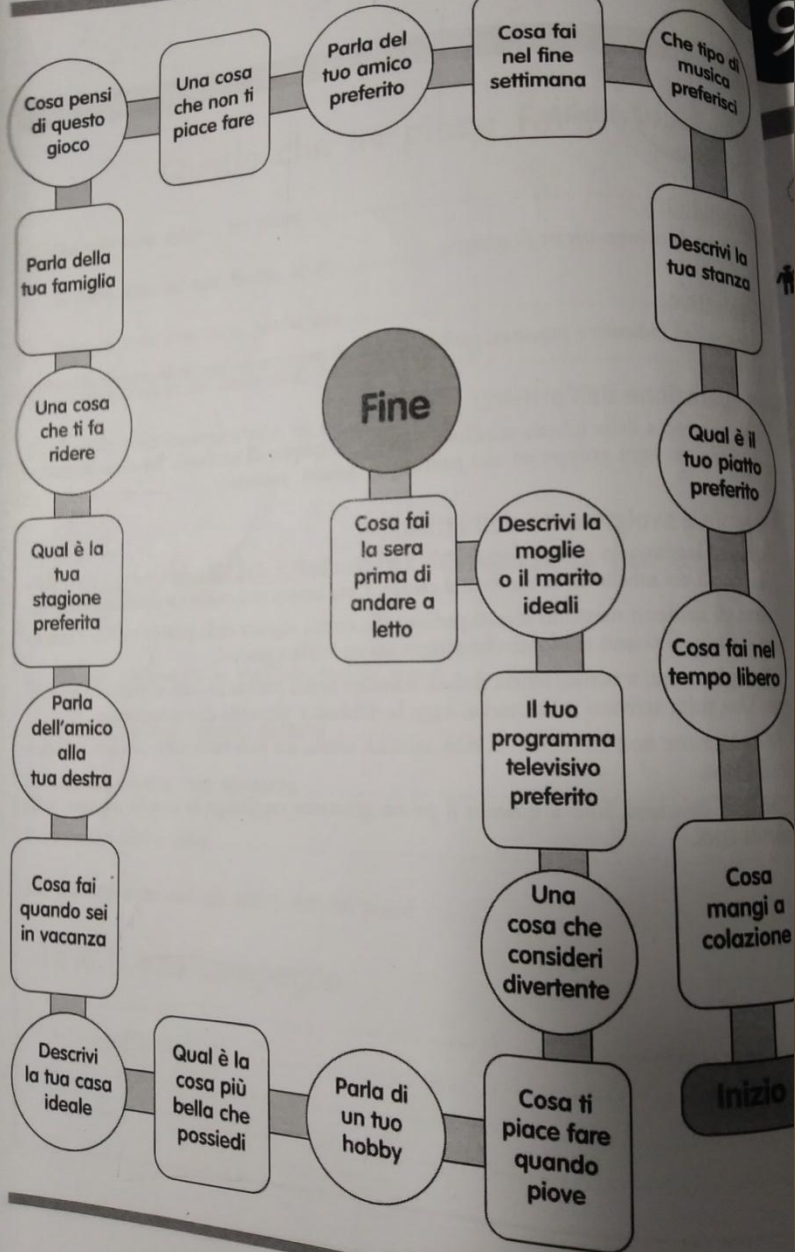 Cosa pensi
di questo
gioco
Una cosa
che non ti
piace fare
Parla del
tuo amico
preferito
Cosa fai
nel fine
settimana
Che tipo di
musica
preferisci
9
Parla della
tua famiglia
Descrivi la
tua stanza
Una cosa
che ti fa
ridere
Fine
Qual è il
tuo piatto
preferito
Qual è la
tua
stagione
preferita
Cosa fai
la sera
prima di
andare a
letto
Descrivi la
moglie
o il marito
ideali
Cosa fai nel
tempo libero
Parla
dell'amico
alla
tua destra
Il tuo
programma
televisivo
preferito
Cosa fai
quando sei
in vacanza
Una
cosa che
consideri
divertente
Cosa
mangi a
colazione
Descrivi
la tua casa
ideale
Qual è la
cosa più
bella che
possiedi
Parla di
un tuo
hobby
Cosa ti
piace fare
quando
piove
Inizio